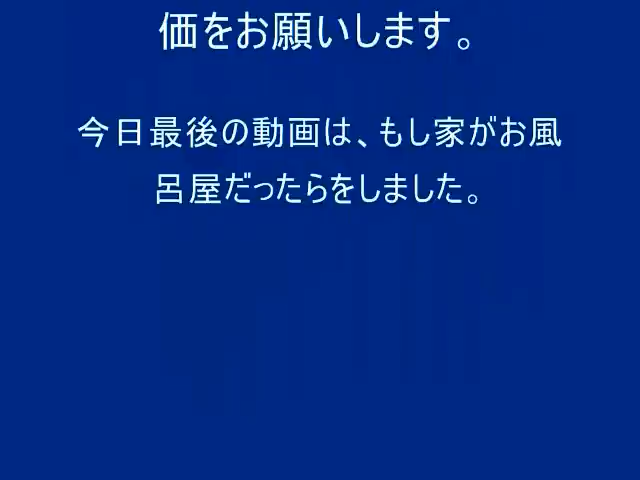 価をお願いします。
今日最後の動画は、もし家がお風
呂屋だったらをしました。